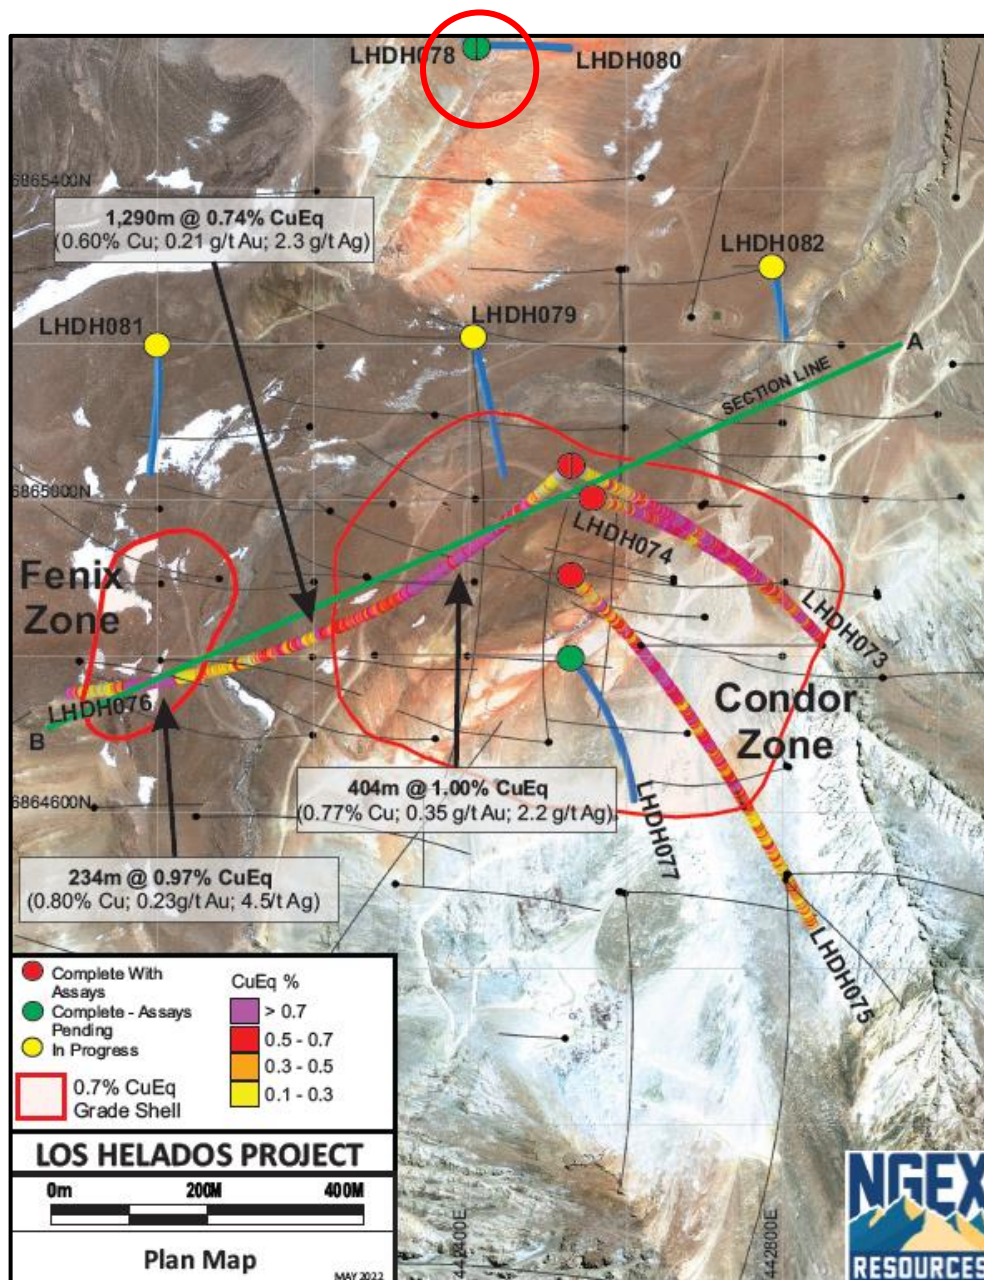 LHDH078
LHDH080
6865400N
1,290m @ 0.74% CuEq
(0.60% Cu; 0.21 g/t Au; 2.3 g/t Ag)
LHDH082
LHDH081
LHDH079
A
SECTION LINE
LHDH074
Fenix
Zone
LHDH073
LHDH076
B
Condor
Zone
404m @ 1.00% CuEq
(0.77% Cu; 0.35 g/t Au; 2.2 g/t Ag)
6864600N
LHDH077
234m @ 0.97% CuEq
(0.80% Cu; 0.23g/t Au; 4.5/t Ag)
LHDH075
Complete With
Assays
Complete - Assays
Pending
In Progress
0.7% CuEq
Grade Shell
CuEq %
> 0.7
0.5 - 0.7
0.3 - 0.5
0.1 - 0.3
LOS HELADOS PROJECT
0m 200M 400M
Plan Map
MAY 2022
442400E
442800E
NGEX
RESOURCES